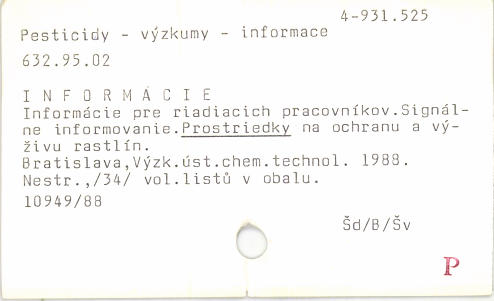 4-931.525
Pesticidy - výzkumy - informace
632.95.02
I N F O R M Á C I E
Informácie pre riadiacich pracovníkov.Signál-
ne informovanie.Prostriedky na ochranu a vý-
živu rastlín.
Bratislava,Výzk.úst.chem.technol. 1988.
Nestr.,/34/ vol.listů v obalu.
10949/88
Šd/B/Šv
P